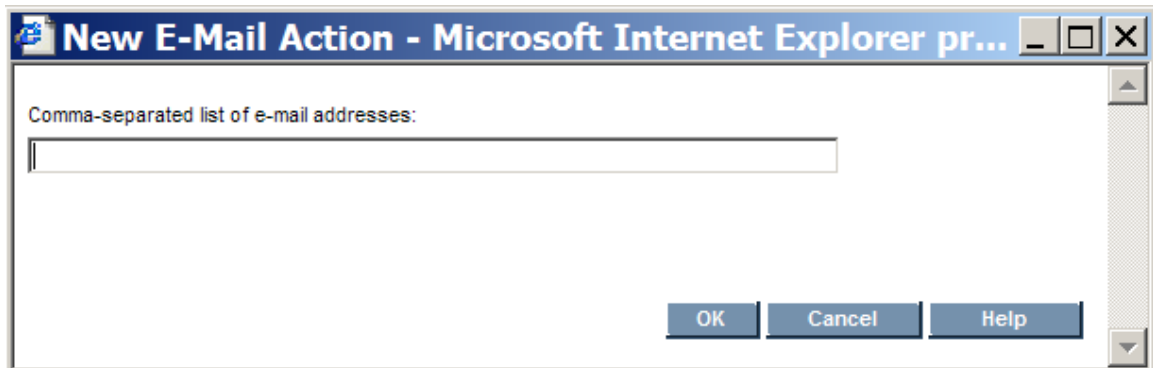 New E-Mail Action - Microsoft Internet Explorer pr...
Comma-separated list of e-mail addresses:
OK Cancel Help